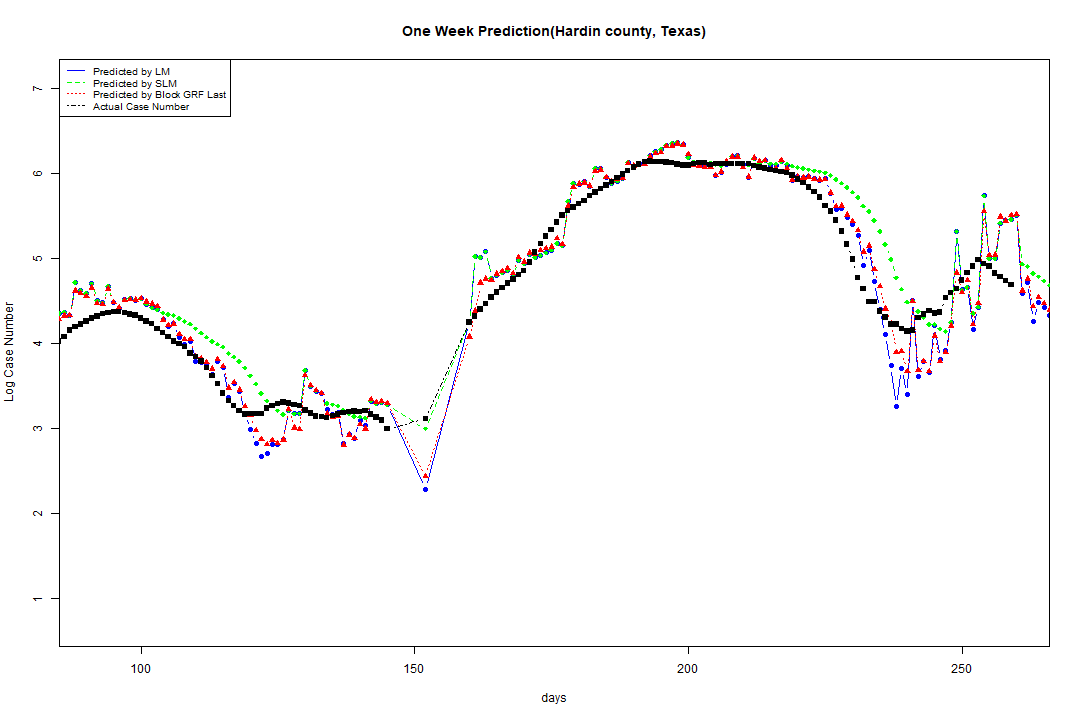 One Week Prediction(Hardin county, Texas)
Predicted by LM
Predicted by SLM
Predicted by Block GRF Last
Actual Case Number
7
6
5
4
3
2
1
Log Case Number
100 150 200 250
days